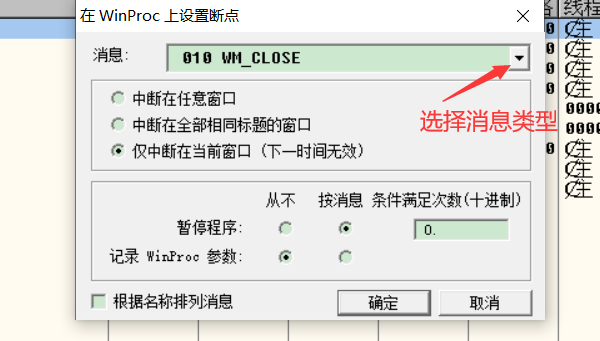 在 WinProc 上设置断点
线程
消息:
010 WM_CLOSE
中断在任意窗口
选择消息类型
中断在全部相同标题的窗口
仅中断在当前窗口 (下一时间无效)
从不 按消息 条件满足次数(十进制)
暂停程序:
0.
记录 WinProc 参数:
根据名称排列消息
确定
取消
0 主
0 主
0 主
0 主
0000
0000
0 主
主
主